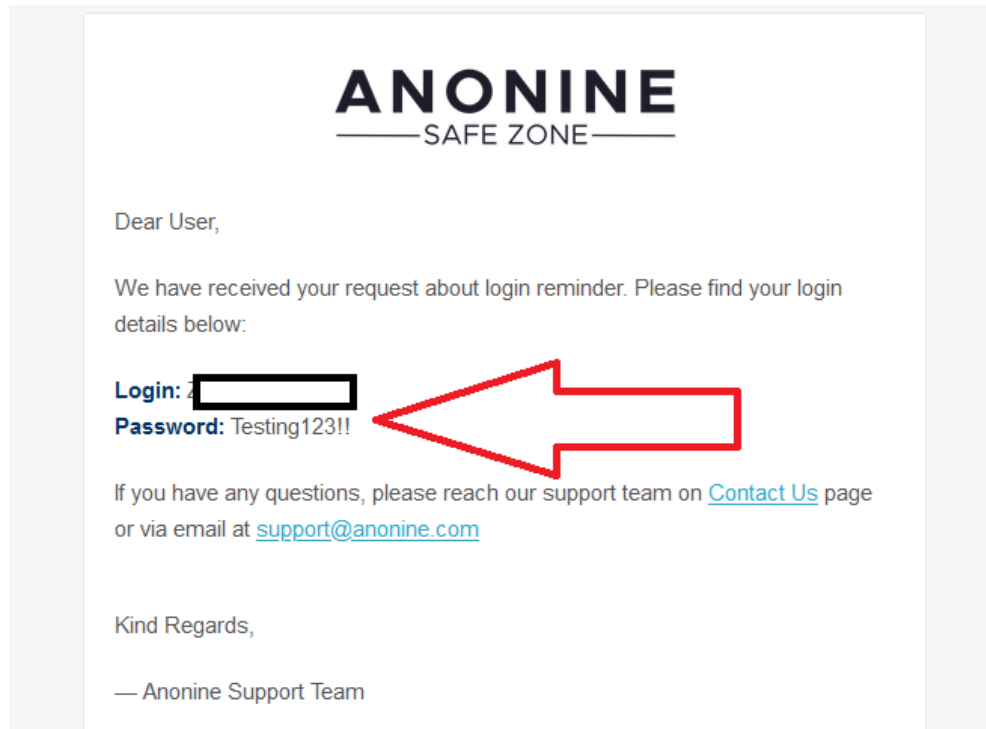 ANONINE
SAFE ZONE
Dear User,
We have received your request about login reminder. Please find your login
details below:
Login:
Password: Testing123!!
If you have any questions, please reach our support team on Contact Us page
or via email at support@anonine.com
Kind Regards,
— Anonine Support Team